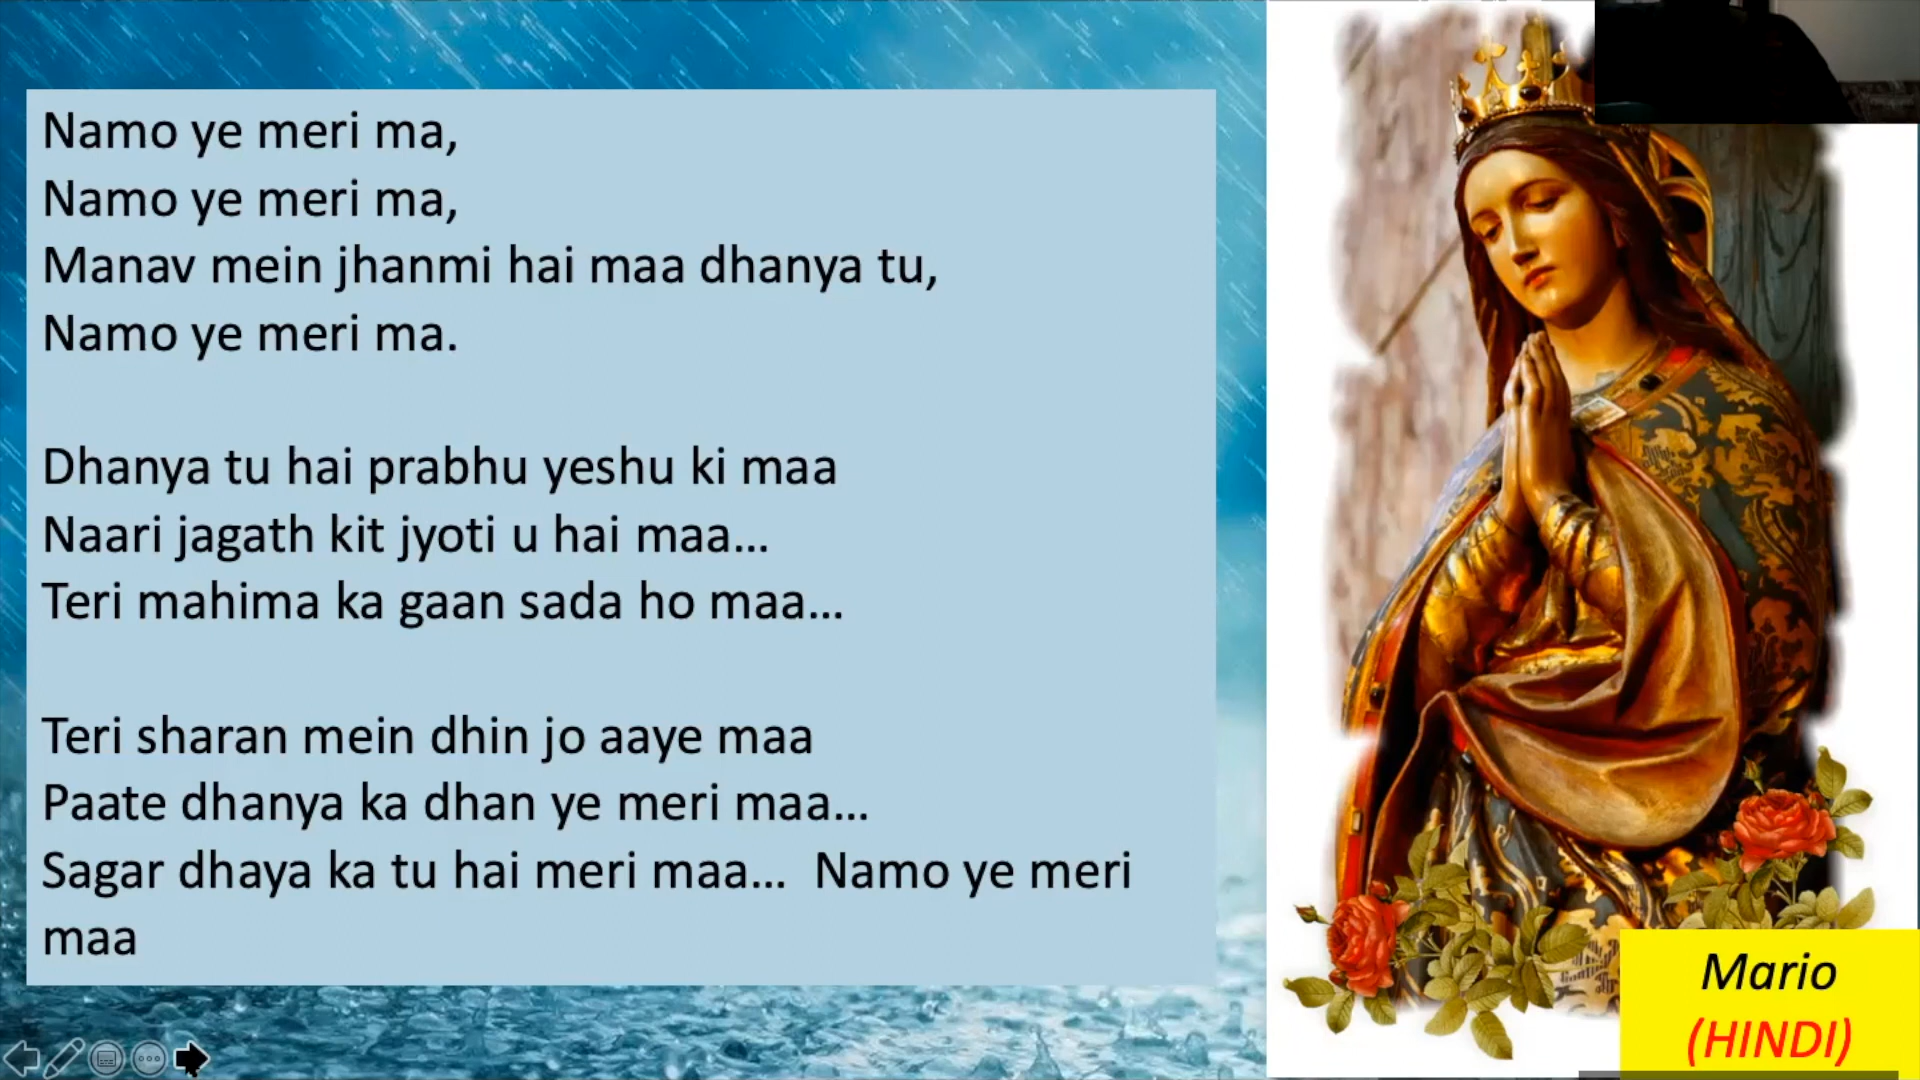 Namo ye meri ma,
Namo ye meri ma,
Manav mein jhanmi hai maa dhanya tu,
Namo ye meri ma.
Dhanya tu hai prabhu yeshu ki maa
Naari jagath kit jyoti u hai maa...
Teri mahima ka gaan sada ho maa...
Teri sharan mein dhin jo aaye maa
Paate dhanya ka dhan ye meri maa...
Sagar dhaya ka tu hai meri maa...  Namo ye meri
maa
Mario
(HINDI)